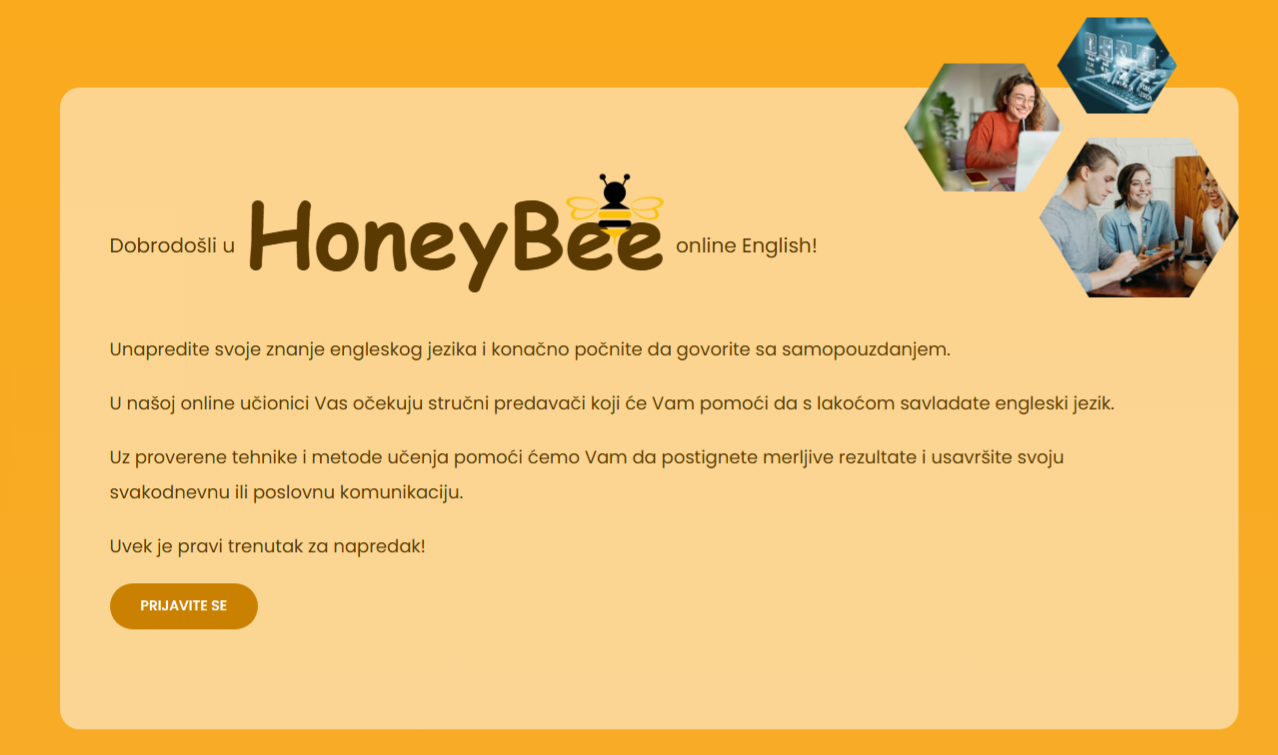 Dobrodošli u HoneyBee online English!
Unapredite svoje znanje engleskog jezika i konačno počnite da govorite sa samopouzdanjem.
U našoj online učionici Vas očekuju stručni predavači koji će Vam pomoći da s lakoćom savladate engleski jezik.
Uz proverene tehnike i metode učenja pomoći ćemo Vam da postignete merljive rezultate i usavršite svoju
svakodnevnu ili poslovnu komunikaciju.
Uvek je pravi trenutak za napredak!
PRIJAVITE SE